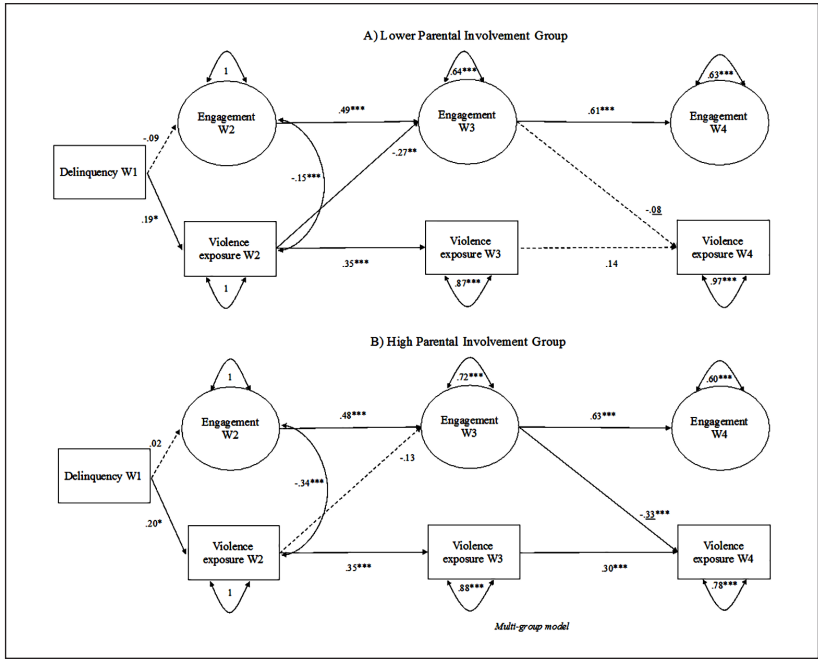 A) Lower Parental Involvement Group
1
.64***
.63***
Engagement
W2
.49***
Engagement
W3
.61***
Engagement
W4
-.09
Delinquency W1
-.15***
-.27**
.19*
-.08
Violence
exposure W2
.35***
Violence
exposure W3
.14
Violence
exposure W4
1
.87***
.97***
B) High Parental Involvement Group
1
.72***
.60***
Engagement
W2
.48***
Engagement
W3
.63***
Engagement
W4
.02
Delinquency W1
-.34***
-.13
.20*
-.33***
Violence
exposure W2
.35***
Violence
exposure W3
.30***
Violence
exposure W4
1
.88***
.78***
Multi-group model